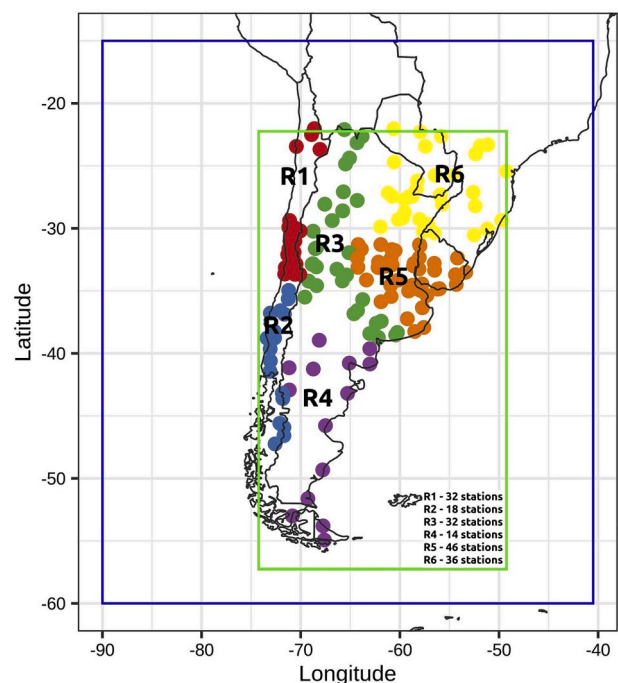 -20
R1
R6
-30
R3
R5
R2
-40
R4
-50
R1 - 32 stations
R2 - 18 stations
R3 - 32 stations
R4 - 14 stations
R5 - 46 stations
R6 - 36 stations
-60
Latitude
-90 -80 -70 -60 -50 -40
Longitude